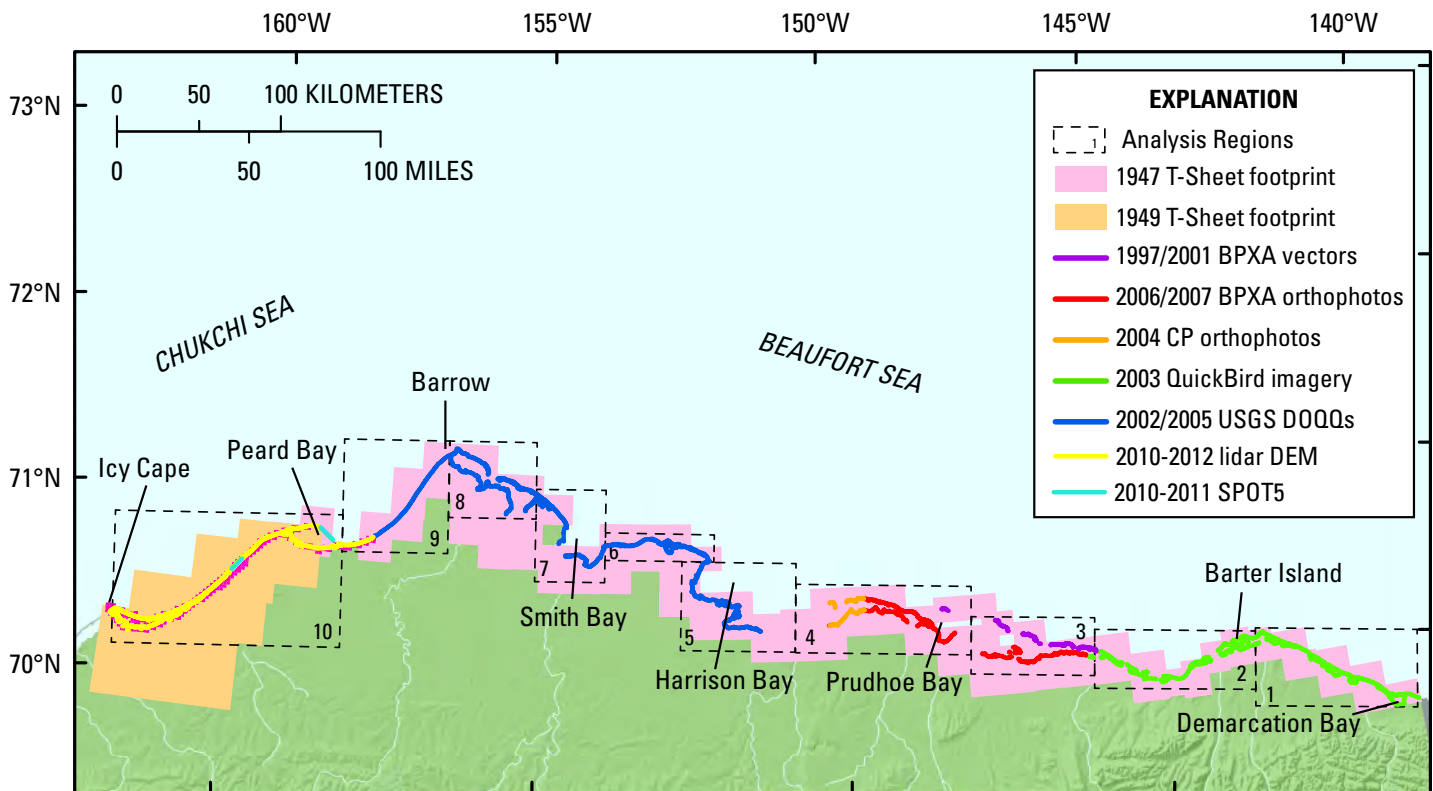 160°W 155°W 150°W 145°W 140°W
73°N
72°N
71°N
70°N
0 50 100 KILOMETERS
0 50 100 MILES
EXPLANATION
1 Analysis Regions
1947 T-Sheet footprint
1949 T-Sheet footprint
1997/2001 BPXA vectors
2006/2007 BPXA orthophotos
2004 CP orthophotos
2003 QuickBird imagery
2002/2005 USGS DOQQs
2010-2012 lidar DEM
2010-2011 SPOT5
CHUKCHI SEA
BEAUFORT SEA
Barrow
Peard Bay
Icy Cape
Smith Bay
Harrison Bay
Prudhoe Bay
Barter Island
Demarcation Bay
10
9
8
7
6
5
4
3
2
1